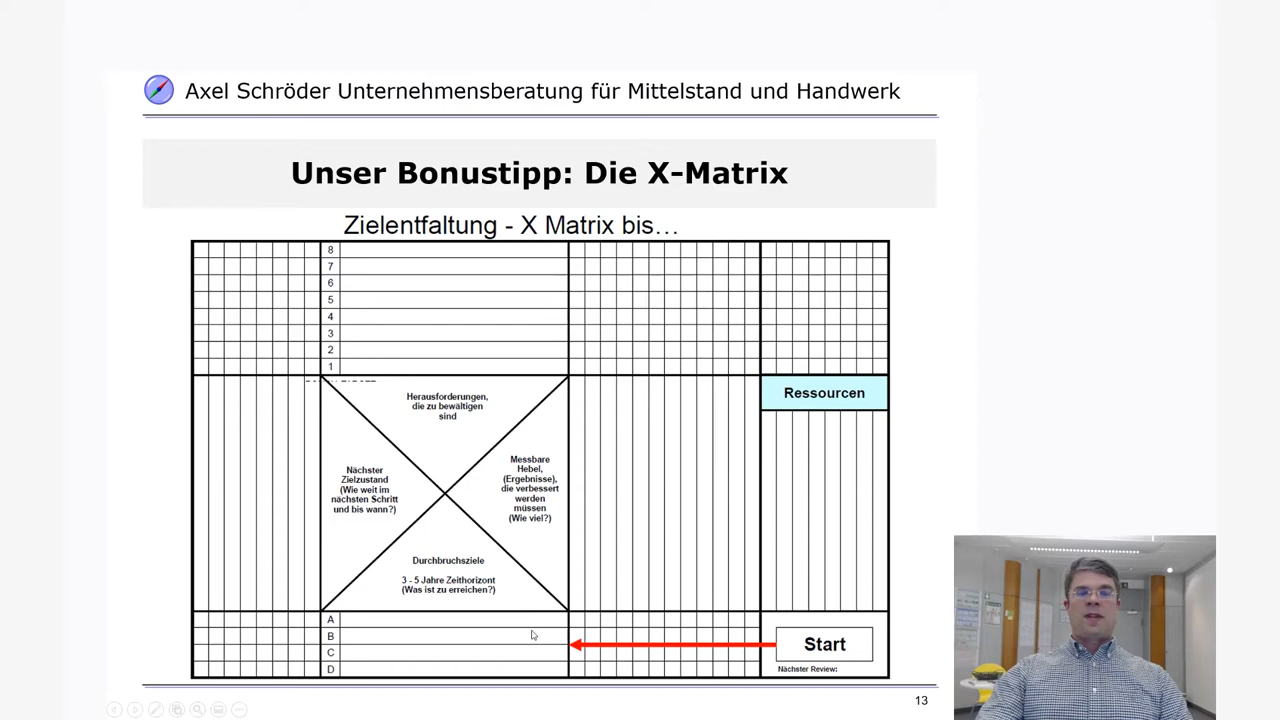 Axel Schröder Unternehmensberatung für Mittelstand und Handwerk
Unser Bonustipp: Die X-Matrix
Zielentfaltung - X Matrix bis…
8
7
6
5
4
3
2
1
Herausforderungen,
die zu bewältigen
sind
Nächster
Zielzustand
(Wie weit im
nächsten Schritt
und bis wann?)
Messbare
Hebel,
(Ergebnisse),
die verbessert
werden
müssen
(Wie viel?)
Durchbruchsziele
3 - 5 Jahre Zeithorizont
(Was ist zu erreichen?)
Ressourcen
A
B
C
D
Start
Nächster Review:
13